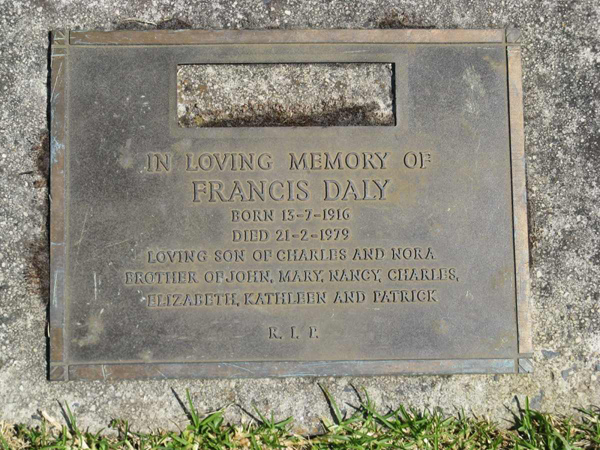 IN LOVING MEMORY OF
FRANCIS DALY
BORN 13-7-1916
DIED 21-2-1979
LOVING SON OF CHARLES AND NORA
BROTHER OF JOHN, MARY, NANCY, CHARLES,
ELIZABETH, KATHLEEN AND PATRICK
R. I. P.